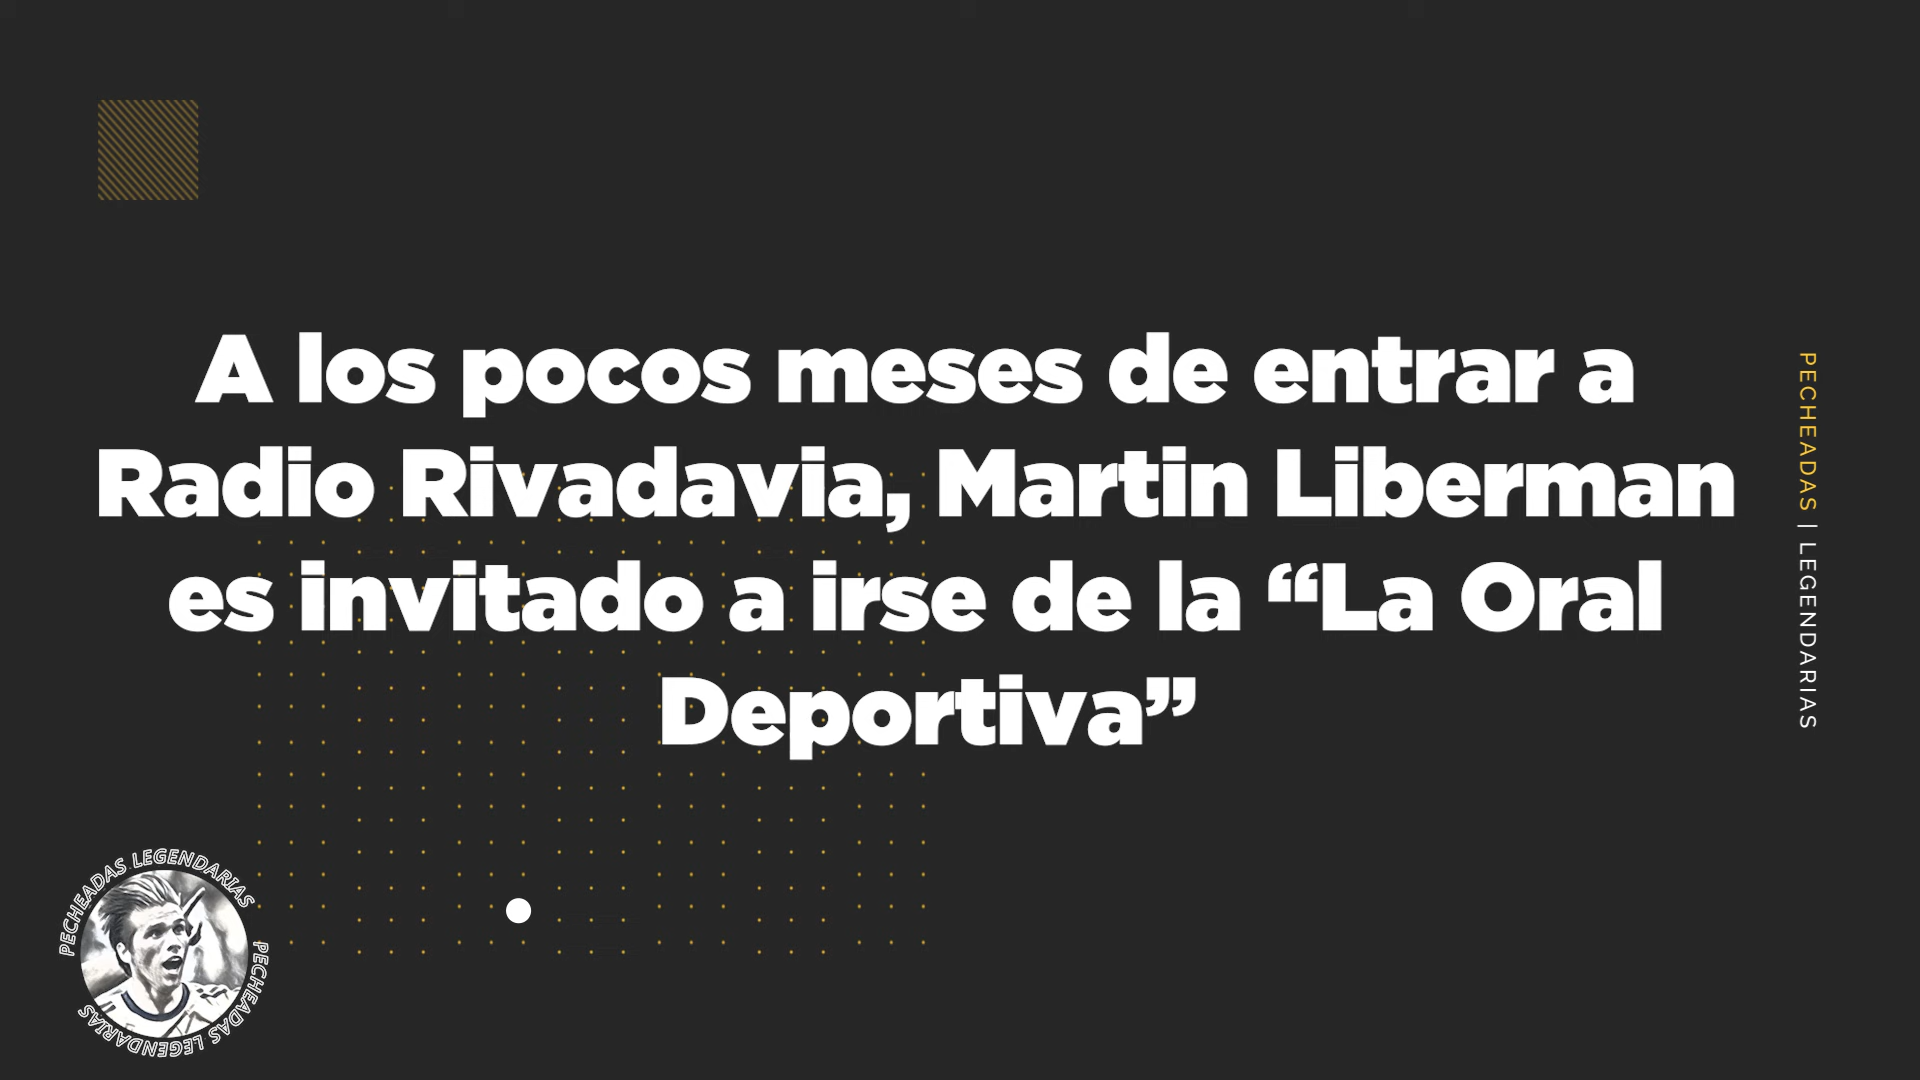 A los pocos meses de entrar a
Radio Rivadavia, Martin Liberman
es invitado a irse de la “La Oral
Deportiva”
PECHEADAS | LEGENDARIAS
PECHEADAS LEGENDARIAS
PECHEADAS LEGENDARIAS